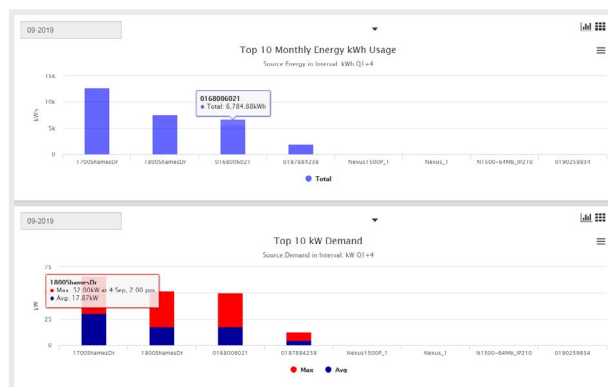 09-2019
Top 10 Monthly Energy kWh Usage
Source Energy in Interval: kWh Q1+4
15k
10k
5k
0
kWh
0168006021
Total: 6,784.88kWh
1700ShamesDr 1800ShamesDr 0168006021 0187884258 Nexus1500P_1 Nexus_1 N1500-64Mb_IP210 0190259834
Total
09-2019
Top 10 kW Demand
Source Demand in Interval: kW Q1+4
75
25
0
kW
1800ShamesDr
Max: 52.00kW at 4 Sep, 2:00 pm
Avg: 17.87kW
1700ShamesDr 1800ShamesDr 0168006021 0187884258 Nexus1500P_1 Nexus_1 N1500-64Mb_IP210 0190259834
Max Avg